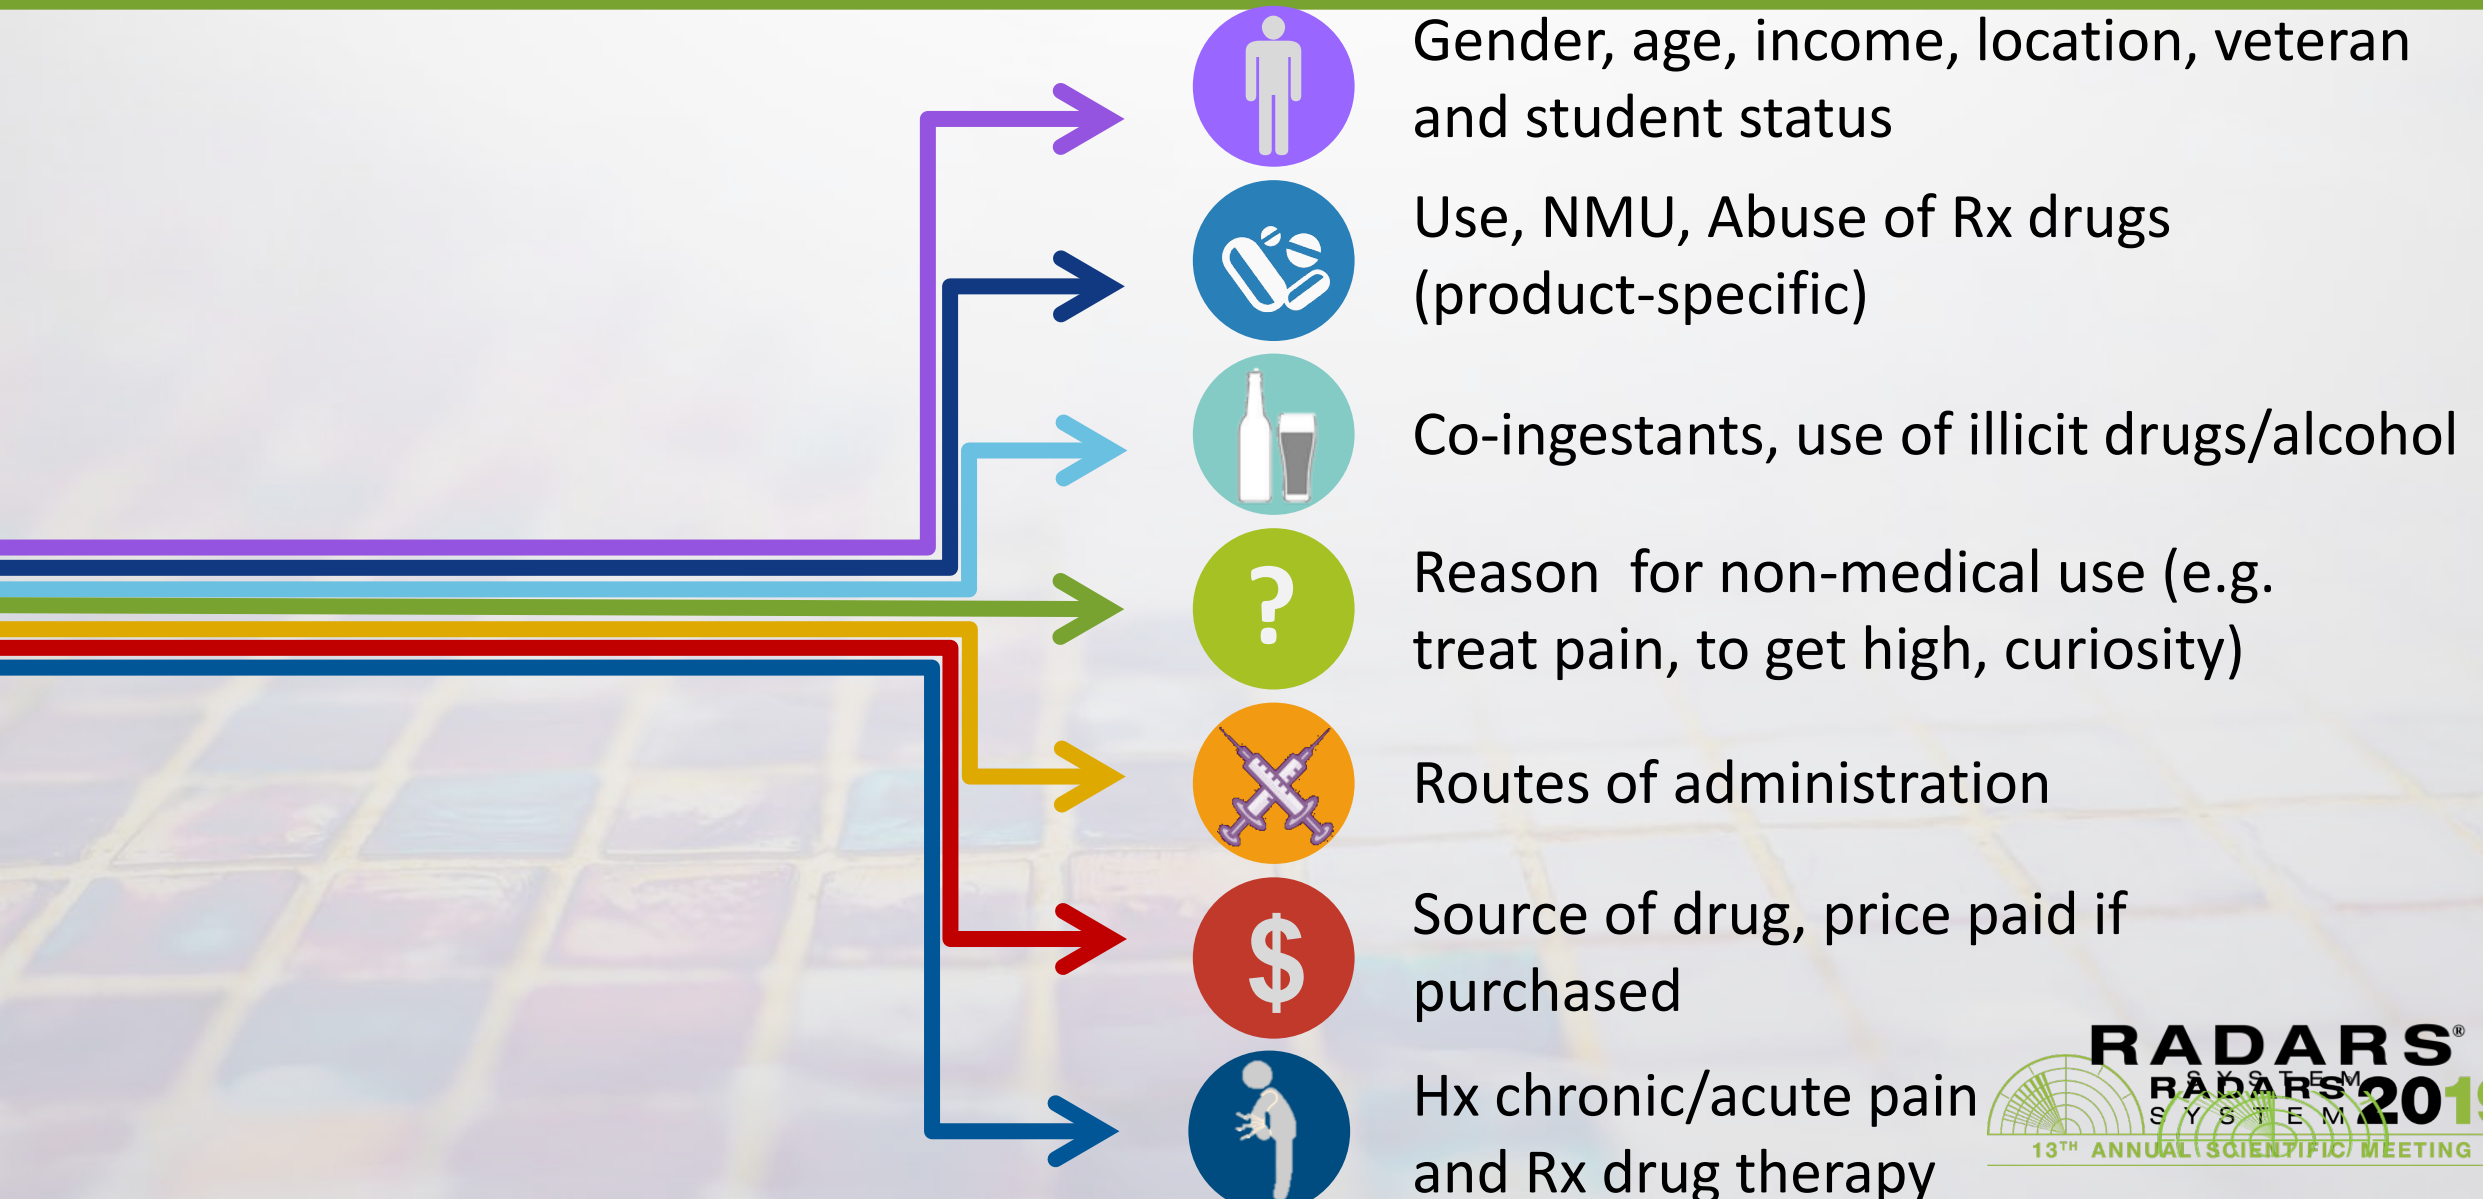 Gender, age, income, location, veteran
and student status
Use, NMU, Abuse of Rx drugs
(product-specific)
Co-ingestants, use of illicit drugs/alcohol
?
Reason  for non-medical use (e.g.
treat pain, to get high, curiosity)
Routes of administration
$
Source of drug, price paid if
purchased
Hx chronic/acute pain
and Rx drug therapy
RADARS®
SYSTEM
RADARS 2019
SYSTEM
13TH ANNUAL SCIENTIFIC MEETING